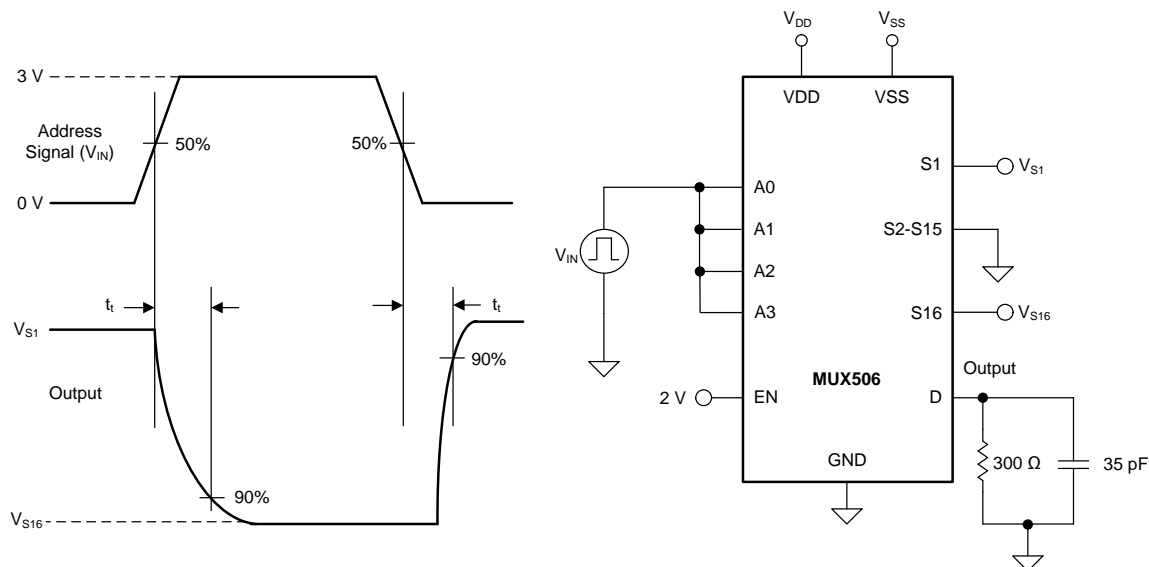 3 V
Address
Signal (VIN)
50%
50%
0 V
tt
tt
VS1
90%
Output
90%
VS16
VDD
VSS
VDD
VSS
S1
VS1
A0
A1
S2-S15
VIN
A2
A3
S16
VS16
MUX506
Output
2 V
EN
D
GND
300 Ω
35 pF